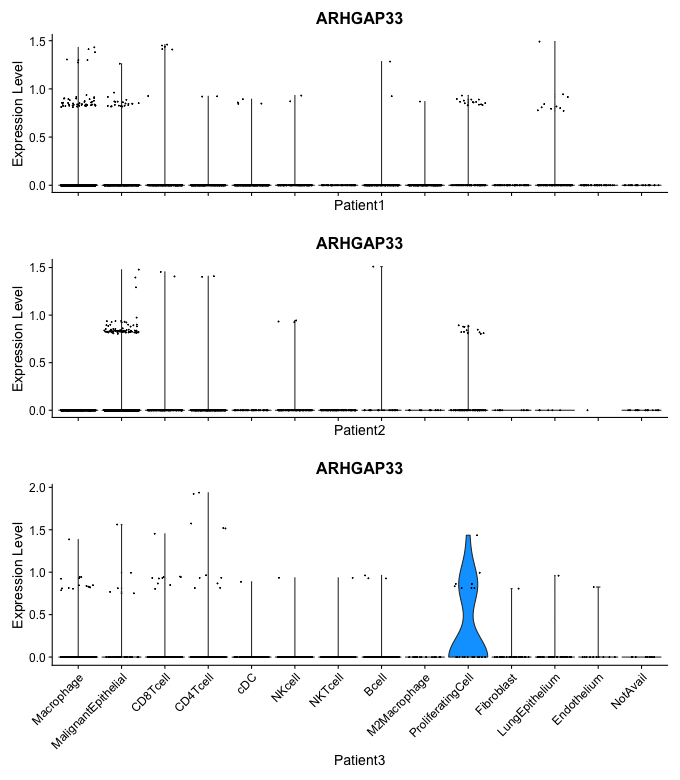 ARHGAP33
Expression Level
1.5
1.0
0.5
0.0
Patient1
ARHGAP33
Expression Level
1.5
1.0
0.5
0.0
Patient2
ARHGAP33
Expression Level
2.0
1.5
1.0
0.5
0.0
Macrophage
MalignantEpithelial
CD8Tcell
CD4Tcell
cDC
NKcell
NKTcell
Bcell
M2Macrophage
ProliferatingCell
Fibroblast
LungEpithelium
Endothelium
NotAvail
Patient3